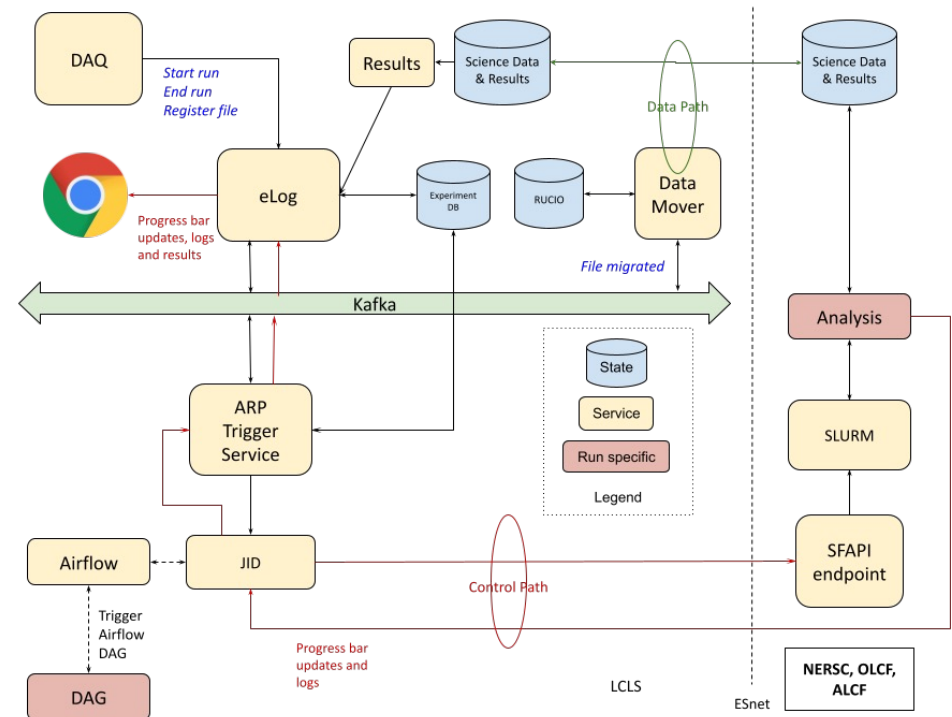 DAQ
Start run
End run
Register file
Results
Science Data
& Results
Science Data
& Results
Data Path
eLog
Experiment
DB
RUCIO
Data
Mover
Progress bar
updates, logs
and results
File migrated
Kafka
Analysis
State
Service
Run specific
Legend
ARP
Trigger
Service
SLURM
Airflow
JID
Control Path
SFAPI
endpoint
Trigger
Airflow
DAG
Progress bar
updates and
logs
DAG
LCLS
ESnet
NERSC, OLCF,
ALCF